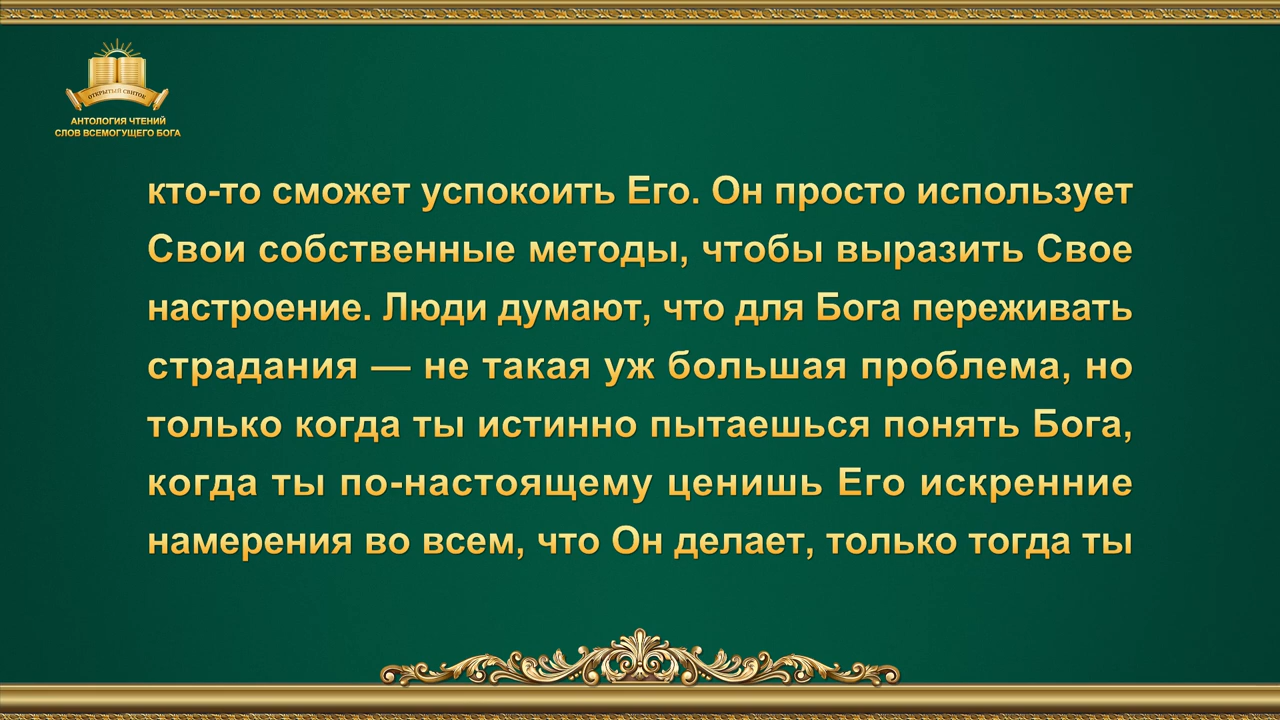 ОТКРЫТЫЙ СВИТОК
АНТОЛОГИЯ ЧТЕНИЙ
СЛОВ ВСЕМОГУЩЕГО БОГА
кто-то сможет успокоить Его. Он просто использует
Свои собственные методы, чтобы выразить Свое
настроение. Люди думают, что для Бога переживать
страдания — не такая уж большая проблема, но
только когда ты истинно пытаешься понять Бога,
когда ты по-настоящему ценишь Его искренние
намерения во всем, что Он делает, только тогда ты